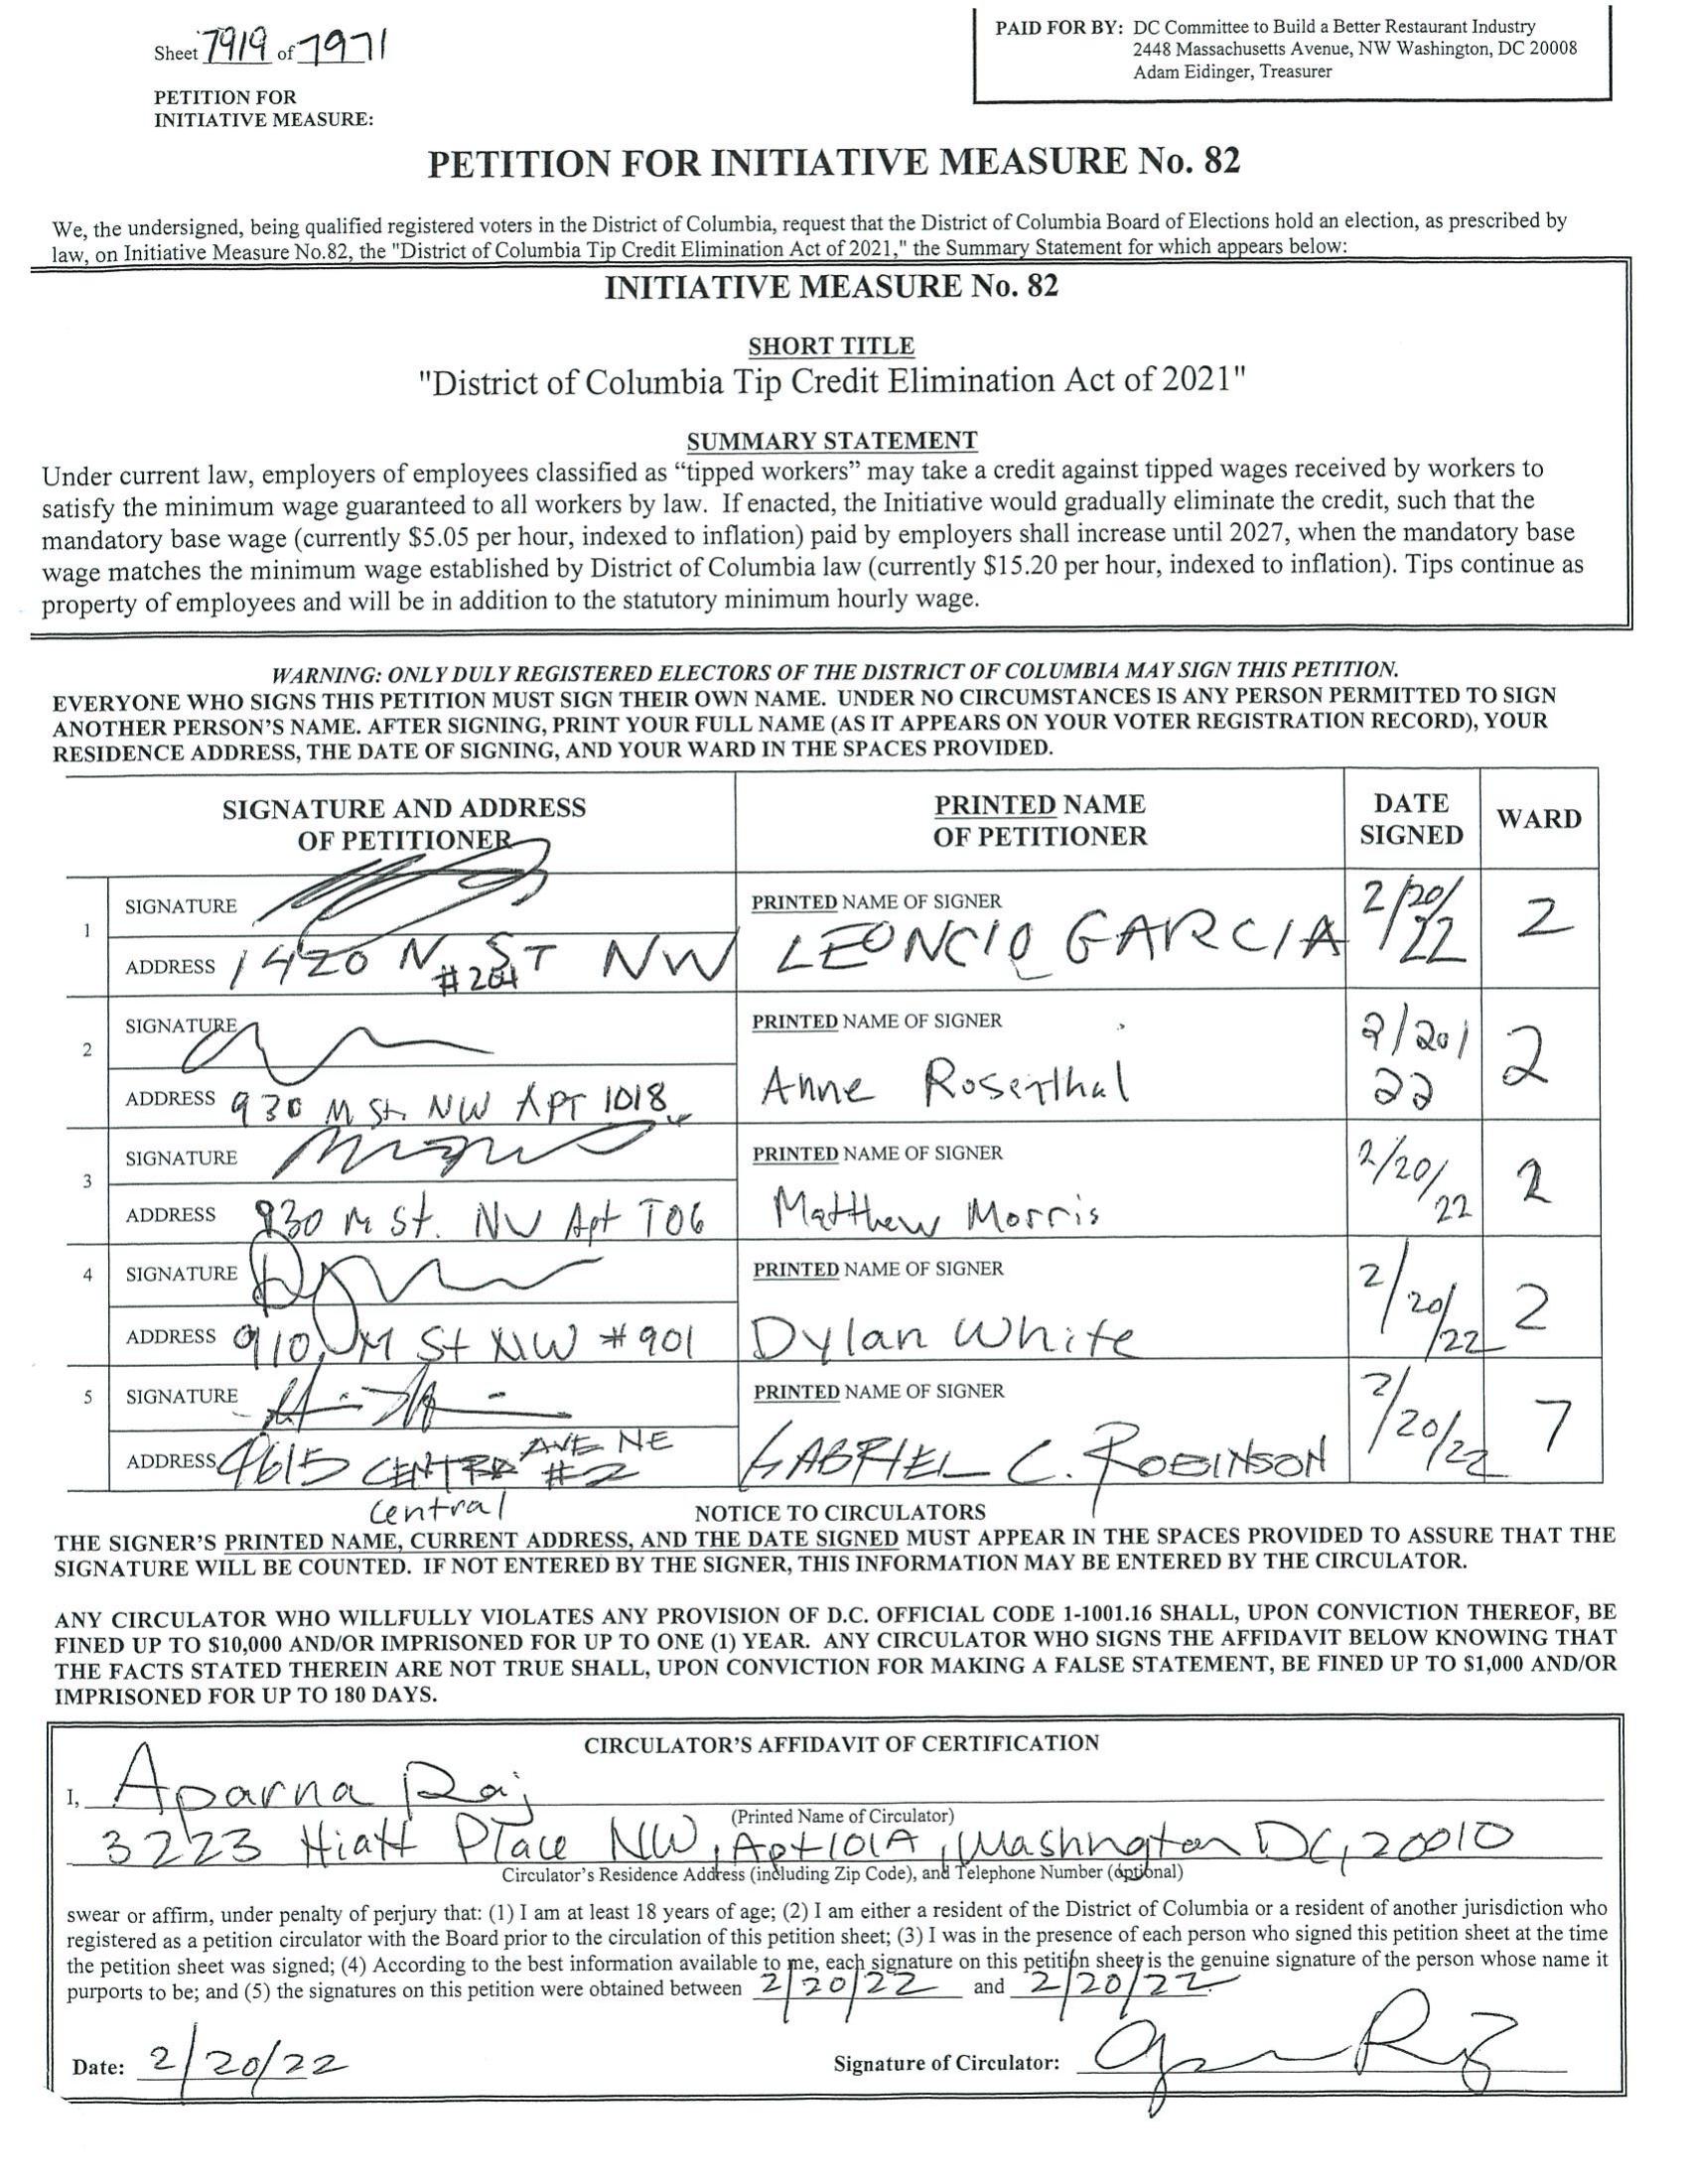 Sheet 7919 of 7971
PAID FOR BY: DC Committee to Build a Better Restaurant Industry
2448 Massachusetts Avenue, NW Washington, DC 20008
Adam Eidinger, Treasurer
PETITION FOR
INITIATIVE MEASURE:
PETITION FOR INITIATIVE MEASURE No. 82
We, the undersigned, being qualified registered voters in the District of Columbia, request that the District of Columbia Board of Elections hold an election, as prescribed by
law, on Initiative Measure No.82, the "District of Columbia Tip Credit Elimination Act of 2021," the Summary Statement for which appears below:
INITIATIVE MEASURE No. 82
SHORT TITLE
"District of Columbia Tip Credit Elimination Act of 2021"
SUMMARY STATEMENT
Under current law, employers of employees classified as “tipped workers” may take a credit against tipped wages received by workers to
satisfy the minimum wage guaranteed to all workers by law. If enacted, the Initiative would gradually eliminate the credit, such that the
mandatory base wage (currently $5.05 per hour, indexed to inflation) paid by employers shall increase until 2027, when the mandatory base
wage matches the minimum wage established by District of Columbia law (currently $15.20 per hour, indexed to inflation). Tips continue as
property of employees and will be in addition to the statutory minimum hourly wage.
WARNING: ONLY DULY REGISTERED ELECTORS OF THE DISTRICT OF COLUMBIA MAY SIGN THIS PETITION.
EVERYONE WHO SIGNS THIS PETITION MUST SIGN THEIR OWN NAME. UNDER NO CIRCUMSTANCES IS ANY PERSON PERMITTED TO SIGN
ANOTHER PERSON'S NAME. AFTER SIGNING, PRINT YOUR FULL NAME (AS IT APPEARS ON YOUR VOTER REGISTRATION RECORD), YOUR
RESIDENCE ADDRESS, THE DATE OF SIGNING, AND YOUR WARD IN THE SPACES PROVIDED.
SIGNATURE AND ADDRESS
OF PETITIONER
PRINTED NAME
OF PETITIONER
DATE
SIGNED
WARD
1
SIGNATURE
ADDRESS 1420 N ST NW
#204
PRINTED NAME OF SIGNER
LEONCIO GARCIA
2/20/
22
2
2
SIGNATURE
ADDRESS 930 M St. NW APT 1018
PRINTED NAME OF SIGNER
Anne Rosenthal
2/20/
22
2
3
SIGNATURE
ADDRESS 930 M St. NW Apt T06
PRINTED NAME OF SIGNER
Matthew Morris
2/20/
22
2
4
SIGNATURE
ADDRESS 910 M St NW #901
PRINTED NAME OF SIGNER
Dylan White
2/20/
22
2
5
SIGNATURE
ADDRESS 4615 CENTRAL AVE NE
#2
Central
PRINTED NAME OF SIGNER
GABRIEL C. ROBINSON
2/20/22
7
NOTICE TO CIRCULATORS
THE SIGNER'S PRINTED NAME, CURRENT ADDRESS, AND THE DATE SIGNED MUST APPEAR IN THE SPACES PROVIDED TO ASSURE THAT THE
SIGNATURE WILL BE COUNTED. IF NOT ENTERED BY THE SIGNER, THIS INFORMATION MAY BE ENTERED BY THE CIRCULATOR.
ANY CIRCULATOR WHO WILLFULLY VIOLATES ANY PROVISION OF D.C. OFFICIAL CODE 1-1001.16 SHALL, UPON CONVICTION THEREOF, BE
FINED UP TO $10,000 AND/OR IMPRISONED FOR UP TO ONE (1) YEAR. ANY CIRCULATOR WHO SIGNS THE AFFIDAVIT BELOW KNOWING THAT
THE FACTS STATED THEREIN ARE NOT TRUE SHALL, UPON CONVICTION FOR MAKING A FALSE STATEMENT, BE FINED UP TO $1,000 AND/OR
IMPRISONED FOR UP TO 180 DAYS.
CIRCULATOR'S AFFIDAVIT OF CERTIFICATION
I, Aparna Raj
(Printed Name of Circulator)
3223 Hiatt Place NW, Apt 101A, Washington DC, 20010
Circulator's Residence Address (including Zip Code), and Telephone Number (optional)
swear or affirm, under penalty of perjury that: (1) I am at least 18 years of age; (2) I am either a resident of the District of Columbia or a resident of another jurisdiction who
registered as a petition circulator with the Board prior to the circulation of this petition sheet; (3) I was in the presence of each person who signed this petition sheet at the time
the petition sheet was signed; (4) According to the best information available to me, each signature on this petition sheet is the genuine signature of the person whose name it
purports to be; and (5) the signatures on this petition were obtained between 2/20/22 and 2/20/22.
Date: 2/20/22
Signature of Circulator: